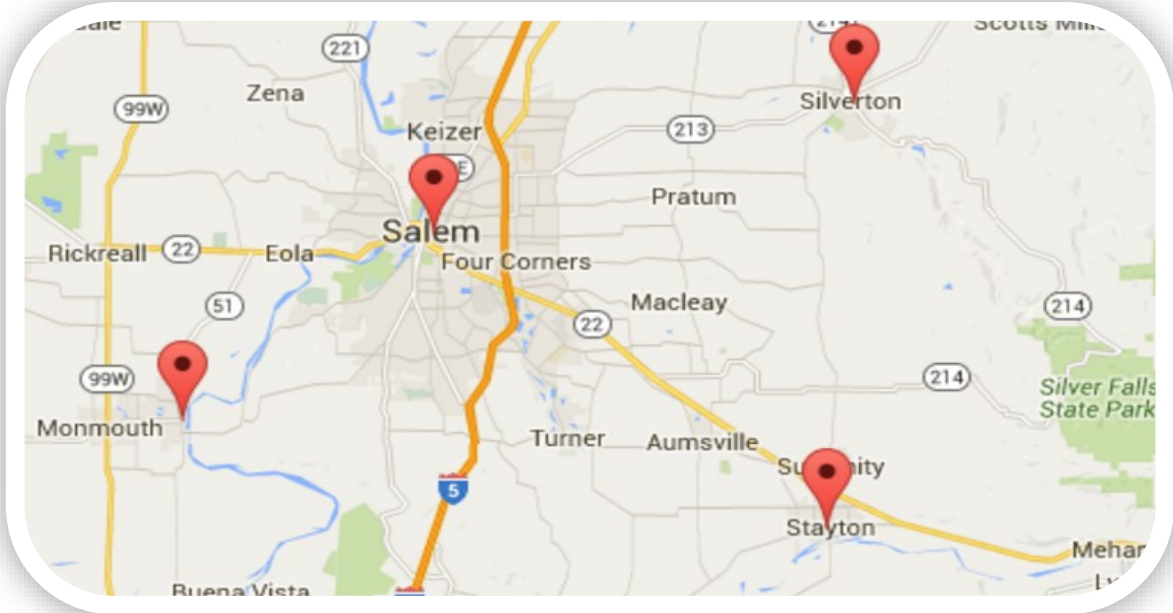 Scotts
221
Zena
99W
Keizer
Silverton
213
E
Pratum
Salem
Rickreall
22
Eola
Four Corners
51
Macleay
22
214
99W
214
Silver Falls
State Park
Monmouth
Turner
Aumsville
5
Stayton
Buena Vista